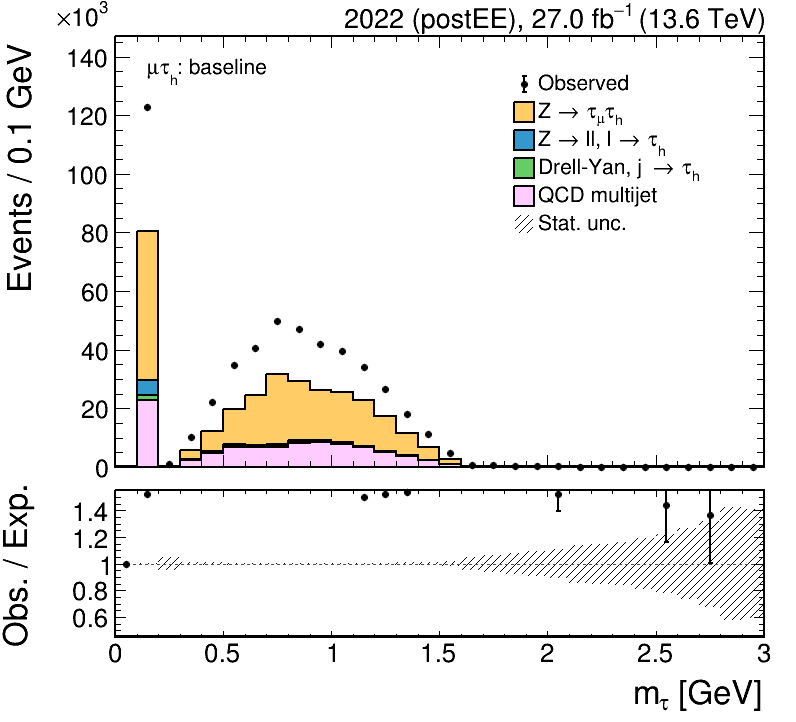 ×10³ 2022 (postEE), 27.0 fb⁻¹ (13.6 TeV)
Events / 0.1 GeV
140
120
100
80
60
40
20
0
μτₕ: baseline
Observed
Z → τ_μτₕ
Z → ll, l → τₕ
Drell-Yan, j → τₕ
QCD multijet
Stat. unc.
Obs. / Exp.
1.4
1.2
1
0.8
0.6
0 0.5 1 1.5 2 2.5 3
m_τ [GeV]